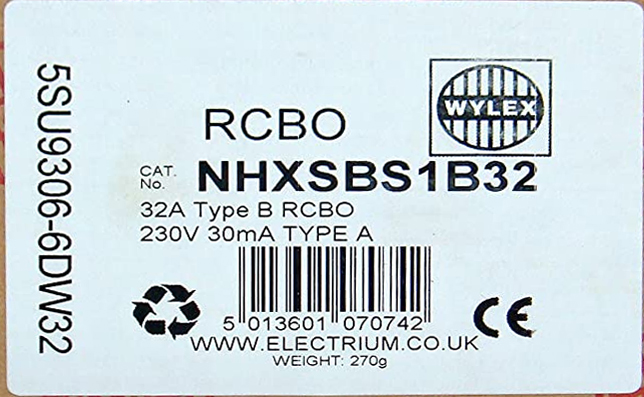 5SU9306-6DW32
WYLEX
RCBO
CAT. No. NHXSBS1B32
32A Type B RCBO
230V 30mA TYPE A
5 013601 070742
CE
WWW.ELECTRIUM.CO.UK
WEIGHT: 270g